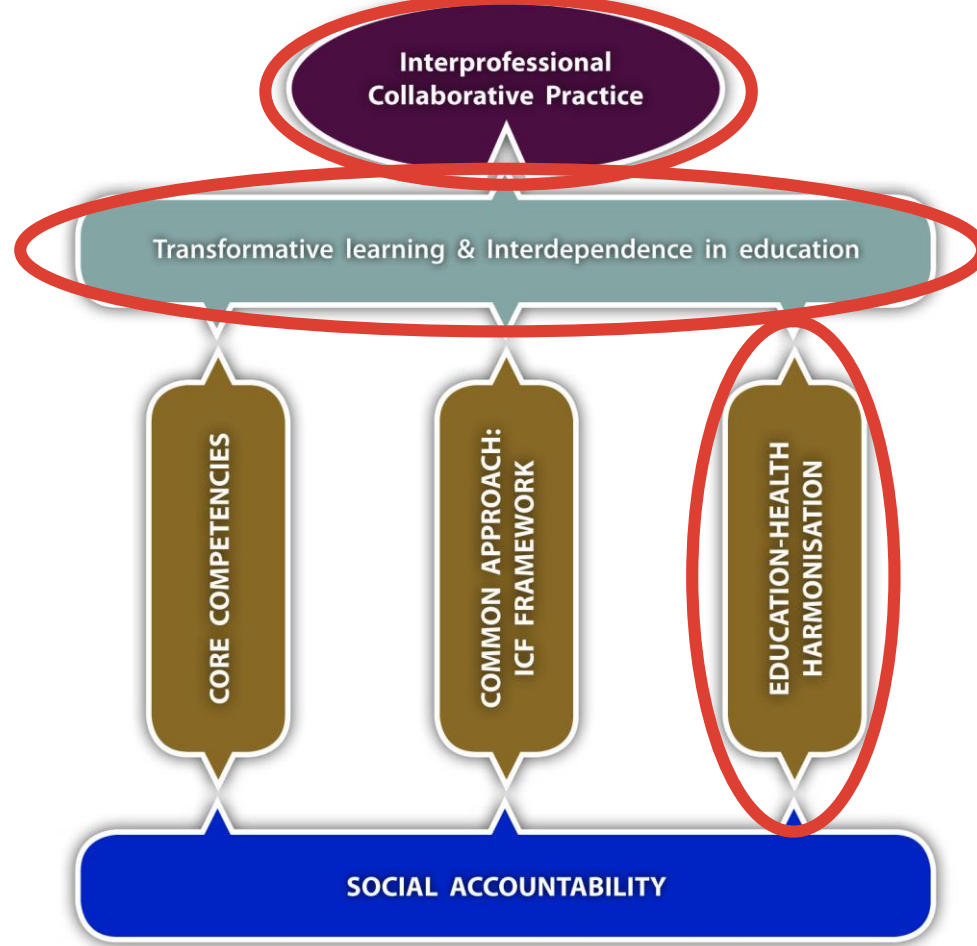 Interprofessional
Collaborative Practice
Transformative learning & Interdependence in education
CORE COMPETENCIES
COMMON APPROACH:
ICF FRAMEWORK
EDUCATION-HEALTH
HARMONISATION
SOCIAL ACCOUNTABILITY